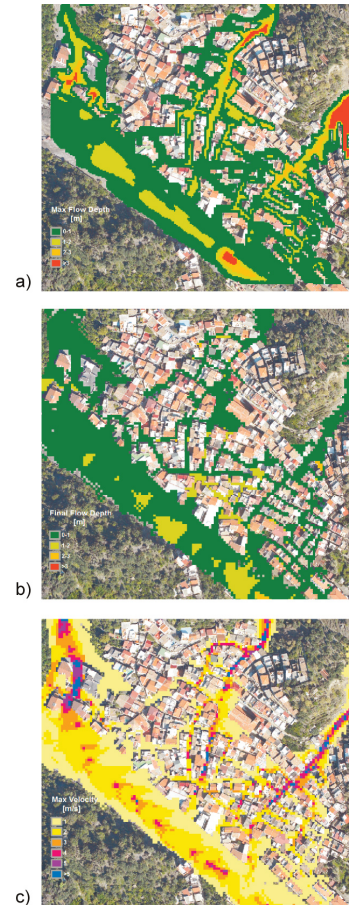 Max Flow Depth
[m]
0-1
1-2
2-3
>3
a)
Final Flow Depth
[m]
0-1
1-2
2-3
>3
b)
Max Velocity
[m/s]
c)